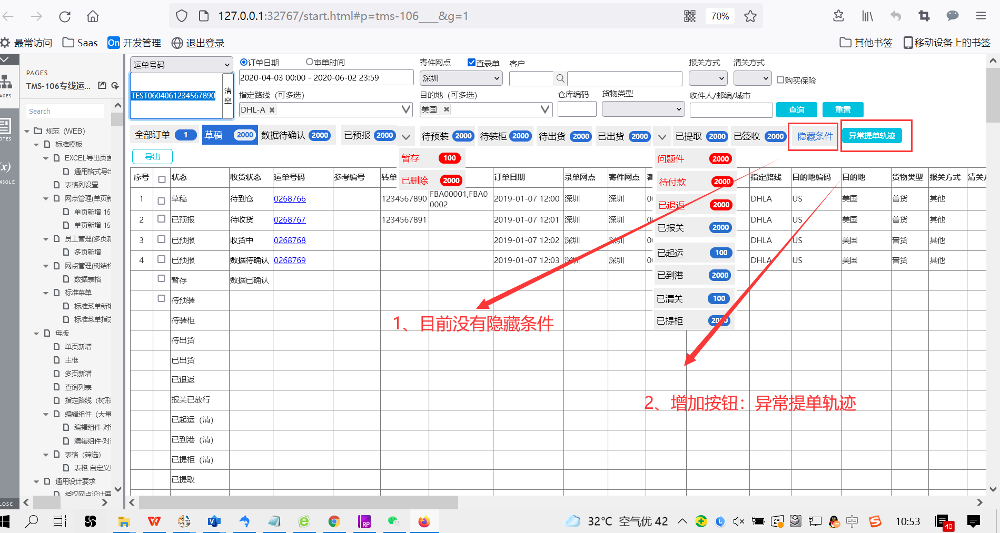 127.0.0.1:32767/start.html#p=tms-106____&g=1
70%
最常访问
Saas
On
开发管理
退出登录
其他书签
移动设备上的书签
PAGES
TMS-106专线运...
Search
规范（WEB）
标准模板
EXCEL导出页面
通用格式导出
表格列设置
网点管理(单页新
单页新增 15
单页新增 15
员工管理(多页新
多页新增
网点管理(树结构
数据表格
标准菜单
标准菜单新增
标准菜单指定
母版
单页新增
主框
多页新增
查询列表
指定路线（树形
编辑组件（大量
编辑组件-对
编辑组件-对
表格（筛选）
表格.自定义
通用设计要求
授权网点设计要
AGES
OTES
(x)
NSOLE
LOSE
运单号码
订单日期
审单时间
寄件网点
查录单
客户
报关方式
清关方式
TEST0604061234567890
清空
2020-04-03 00:00 - 2020-06-02 23:59
深圳
购买保险
指定路线（可多选）
目的地（可多选）
仓库编码
货物类型
收件人/邮编/城市
DHL-A
美国
查询
重置
全部订单 1
草稿 2000
数据待确认 2000
已预报 2000
待预装 2000
待装柜 2000
待出货 2000
已出货 2000
已提取 2000
已签收 2000
隐藏条件
异常提单轨迹
导出
暂存 100
已删除 2000
问题件 2000
待付款 2000
已退返 2000
已报关 2000
已起运 100
已到港 2000
已清关 100
已提柜 2000
序号 状态 收货状态 运单号码 参考编号 转单 订单日期 录单网点 寄件网点 客 指定路线 目的地编码 目的地 货物类型 报关方式 清关方
1 草稿 待到仓 0268766 1234567890 FBA00001,FBA00002 2019-01-07 12:00 深圳 深圳 DHLA US 美国 普货 其他
2 已预报 待收货 0268767 1234567891 2019-01-07 12:01 深圳 深圳 DHLA US 美国 普货 其他
3 已预报 收货中 0268768 2019-01-07 12:02 深圳 深圳 DHLA US 美国 普货 其他
4 已预报 数据待确认 0268769 2019-01-07 12:03 深圳 深圳 DHLA US 美国 普货 其他
暂存 数据已确认
待预装
待装柜
待出货
已出货
已退返
报关已放行
已起运（清）
已到港（清）
已提柜（清）
已提取
1、目前没有隐藏条件
2、增加按钮：异常提单轨迹
32°C 空气优 42
中
10:53
40